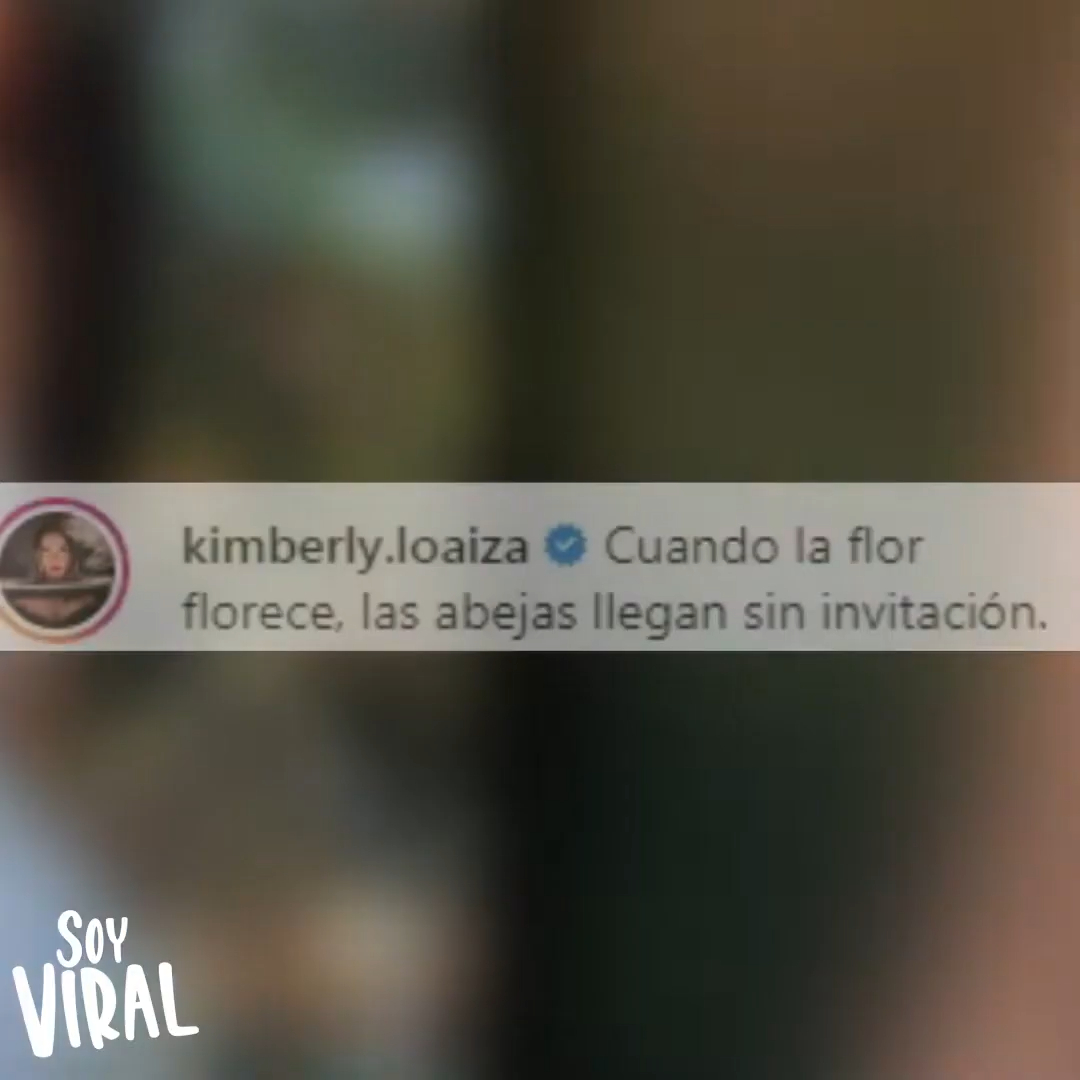 kimberly.loaiza Cuando la flor
florece, las abejas llegan sin invitación.
SOY
VIRAL